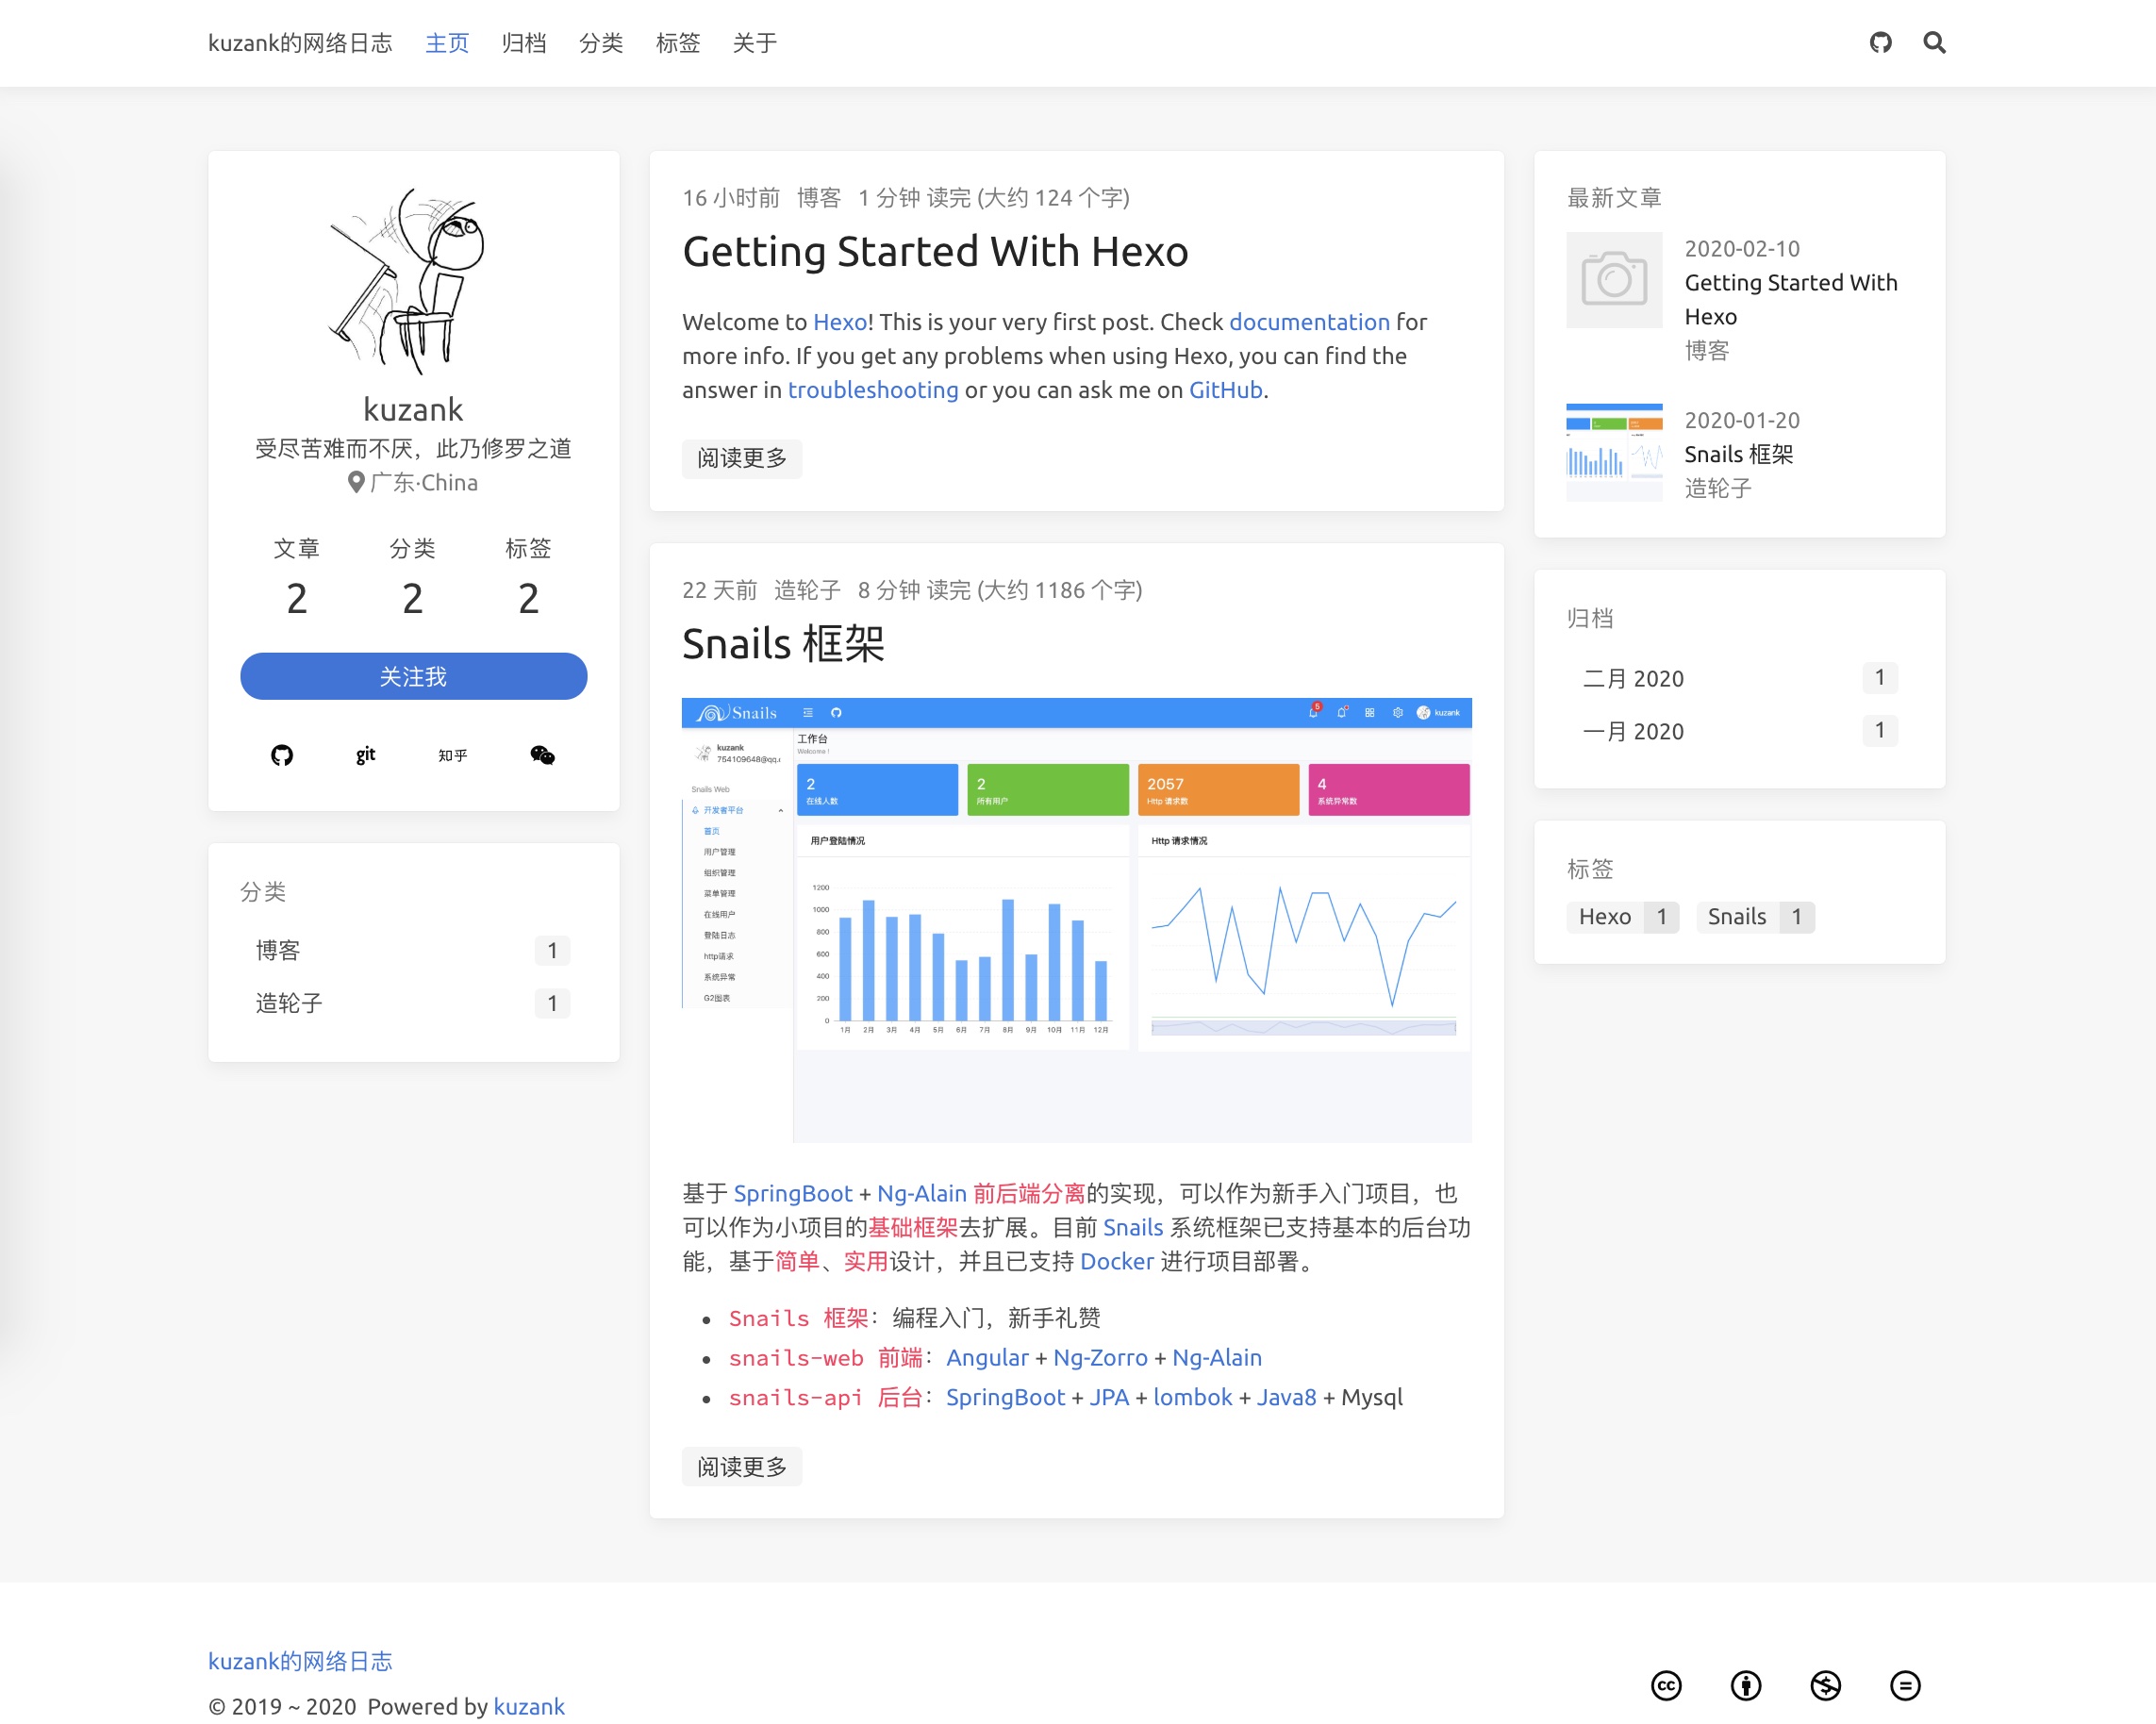 kuzank的网络日志 主页 归档 分类 标签 关于
kuzank
受尽苦难而不厌，此乃修罗之道
广东·China
文章 分类 标签
2 2 2
关注我
git 知乎
分类
博客 1
造轮子 1
16 小时前 博客 1 分钟 读完 (大约 124 个字)
Getting Started With Hexo
Welcome to Hexo! This is your very first post. Check documentation for
more info. If you get any problems when using Hexo, you can find the
answer in troubleshooting or you can ask me on GitHub.
阅读更多
22 天前 造轮子 8 分钟 读完 (大约 1186 个字)
Snails 框架
Snails 5 kuzank
kuzank
754109648@qq.
Snails Web
开发者平台
首页
用户管理
组织管理
菜单管理
在线用户
登陆日志
http请求
系统异常
G2图表
工作台
Welcome !
2
在线人数
2
所有用户
2057
Http 请求数
4
系统异常数
用户登陆情况
1200
1000
800
600
400
200
0
1月 2月 3月 4月 5月 6月 7月 8月 9月 10月 11月 12月
Http 请求情况
基于 SpringBoot + Ng-Alain 前后端分离的实现，可以作为新手入门项目，也
可以作为小项目的基础框架去扩展。目前 Snails 系统框架已支持基本的后台功
能，基于简单、实用设计，并且已支持 Docker 进行项目部署。
• Snails 框架：编程入门，新手礼赞
• snails-web 前端：Angular + Ng-Zorro + Ng-Alain
• snails-api 后台：SpringBoot + JPA + lombok + Java8 + Mysql
阅读更多
最新文章
2020-02-10
Getting Started With
Hexo
博客
2020-01-20
Snails 框架
造轮子
归档
二月 2020 1
一月 2020 1
标签
Hexo 1 Snails 1
kuzank的网络日志
© 2019 ~ 2020 Powered by kuzank
cc